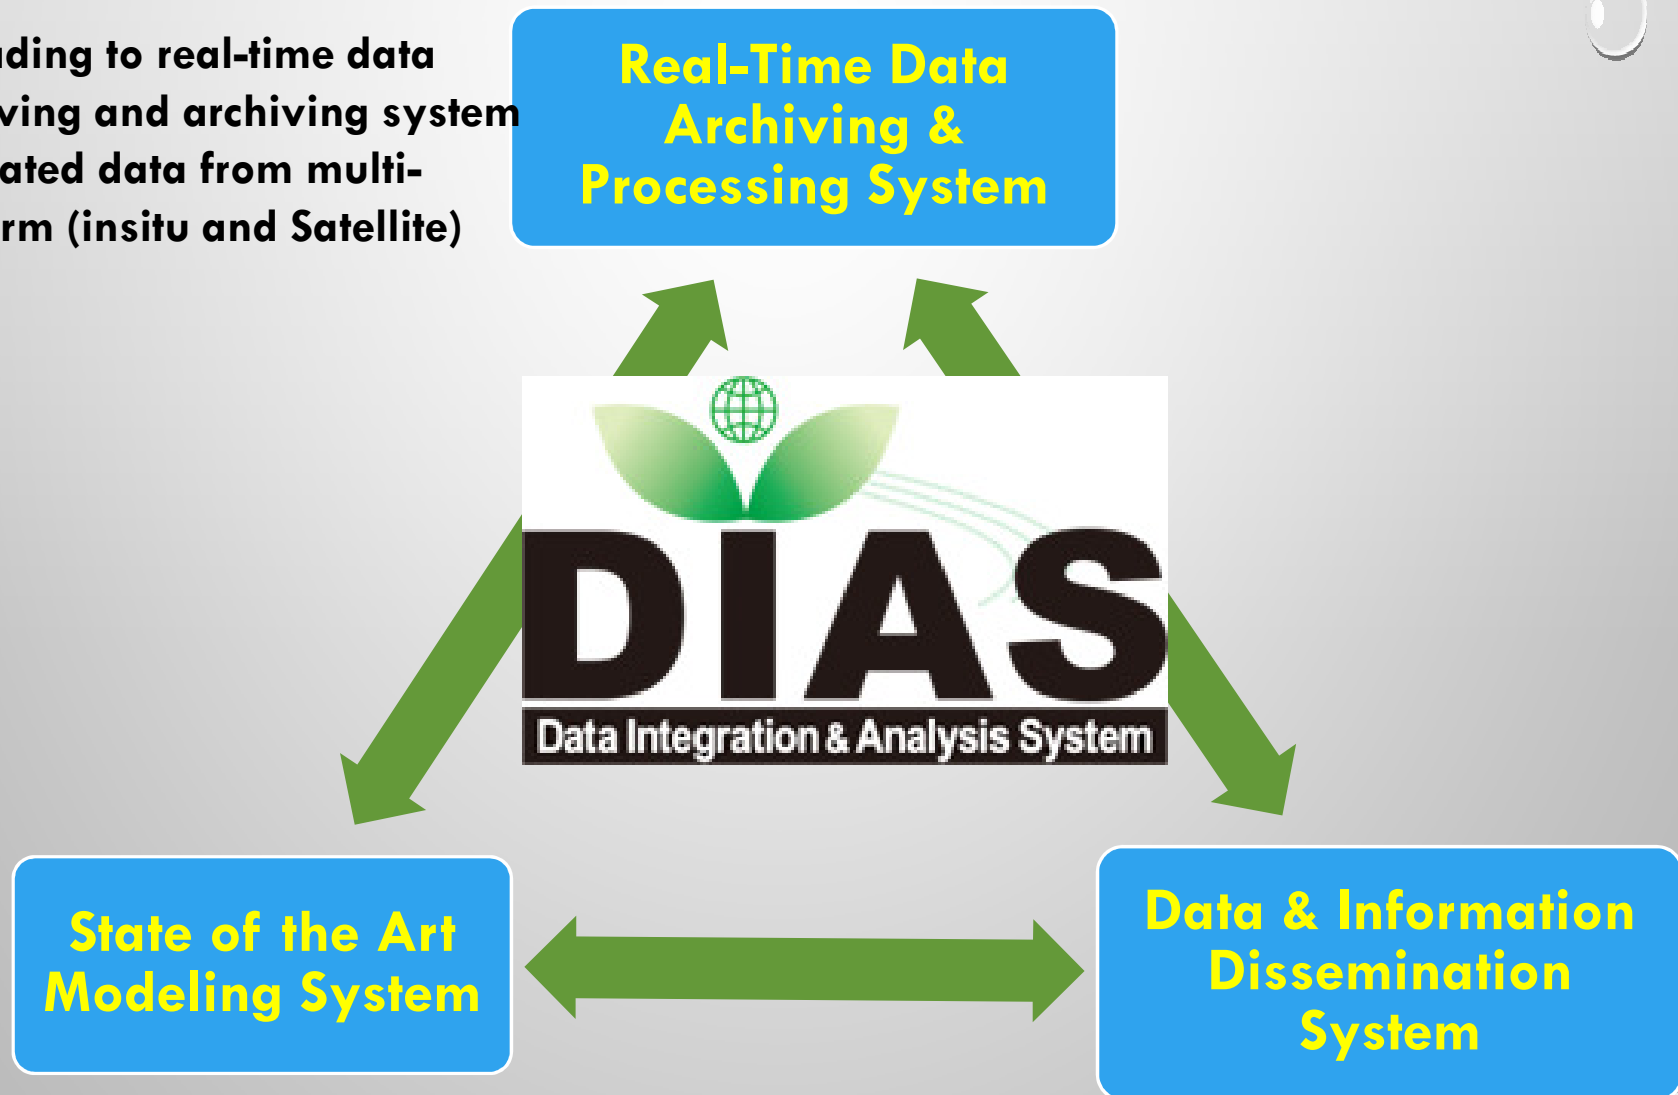 ding to real-time data
ving and archiving system
ated data from multi-
rm (insitu and Satellite)
Real-Time Data
Archiving &
Processing System
DIAS
Data Integration & Analysis System
State of the Art
Modeling System
Data & Information
Dissemination
System